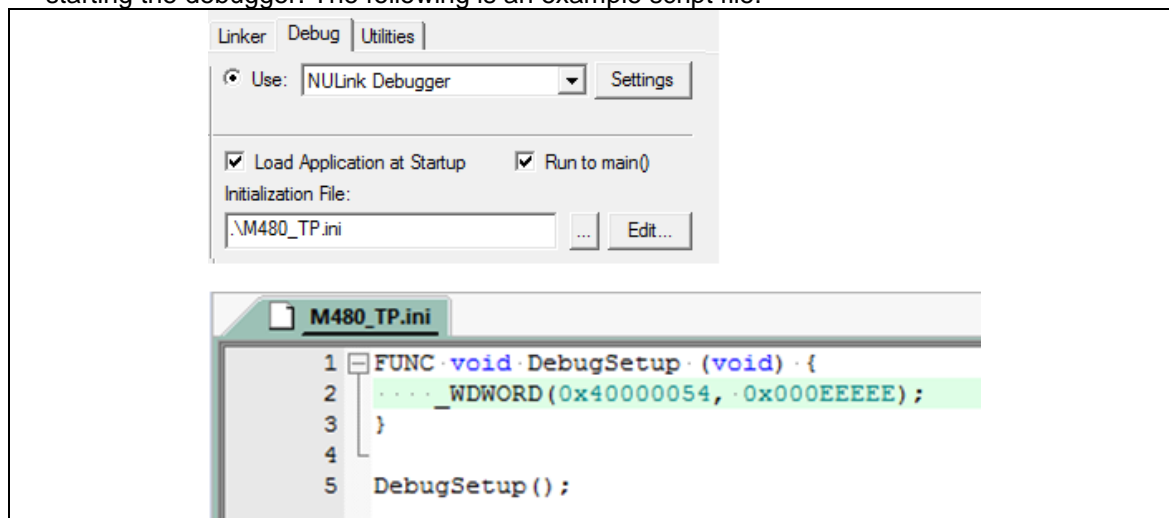 starting the debugger. The following is an example script file.
Linker Debug Utilities
Use: NULink Debugger Settings
Load Application at Startup Run to main()
Initialization File:
.\M480_TP.ini ... Edit...
M480_TP.ini
1 FUNC void DebugSetup (void) {
2 _WDWORD(0x40000054, 0x000EEEEE);
3 }
4
5 DebugSetup();